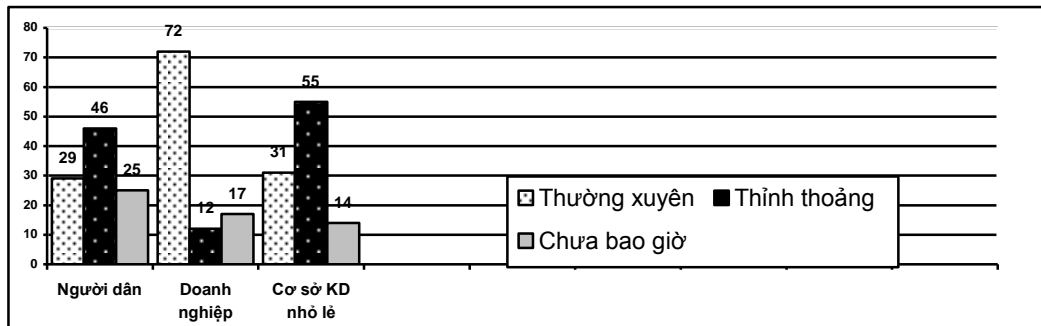 80
70
60
50
40
30
20
10
0
29
46
25
72
12
17
31
55
14
Người dân
Doanh
nghiệp
Cơ sở KD
nhỏ lẻ
Thường xuyên
Thỉnh thoảng
Chưa bao giờ